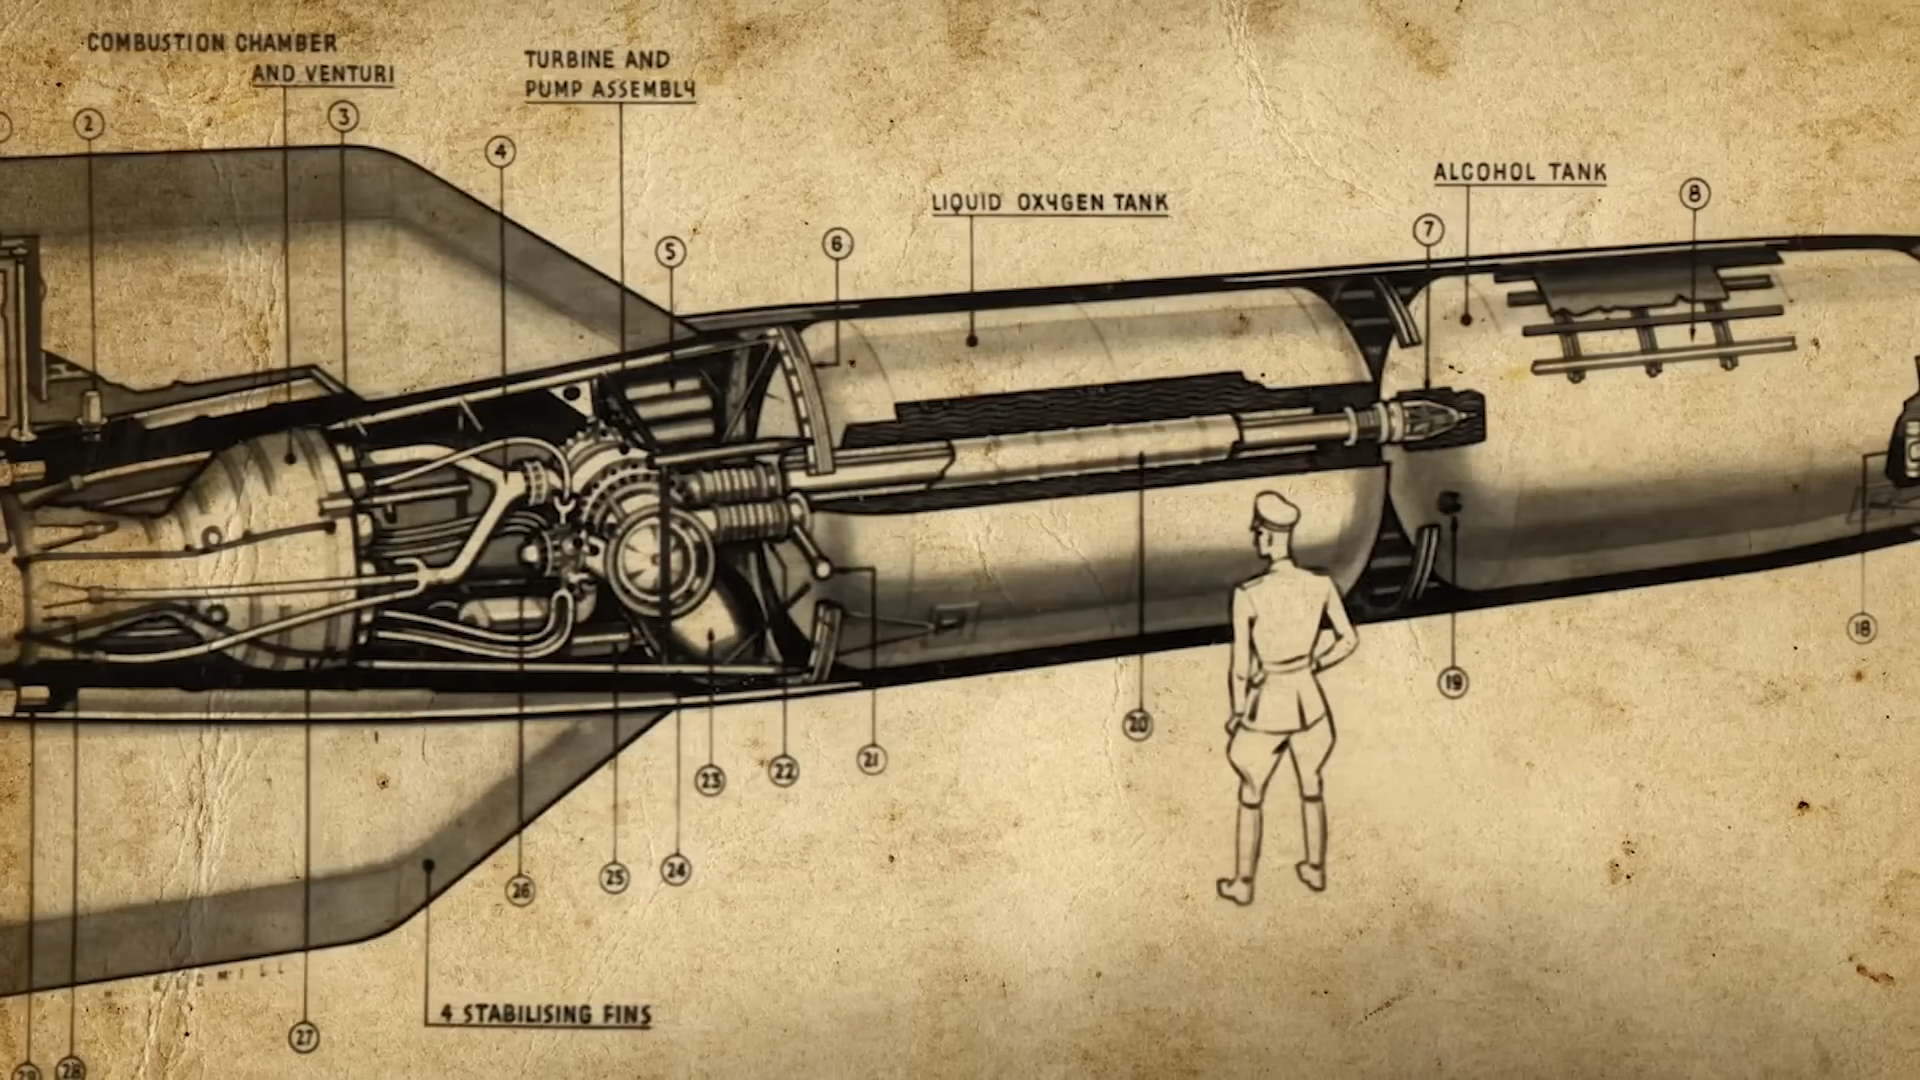 COMBUSTION CHAMBER
AND VENTURI
TURBINE AND
PUMP ASSEMBLY
2
3
4
5
6
7
8
LIQUID OXYGEN TANK
ALCOHOL TANK
18
19
20
21
22
23
24
25
26
27
28
29
4 STABILISING FINS